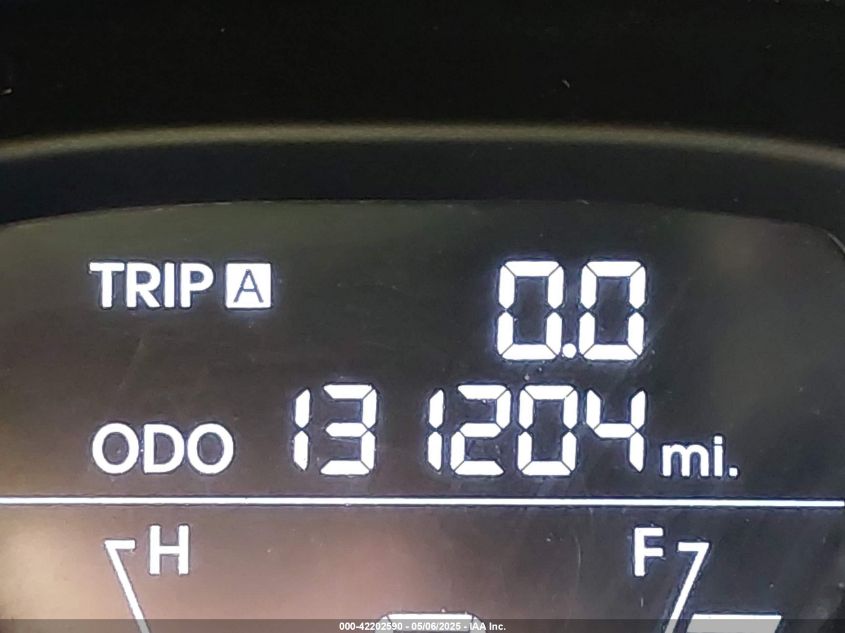 TRIP A 0.0
ODO 131204 mi.
H F
000-42202590 - 05/06/2025 - IAA Inc.